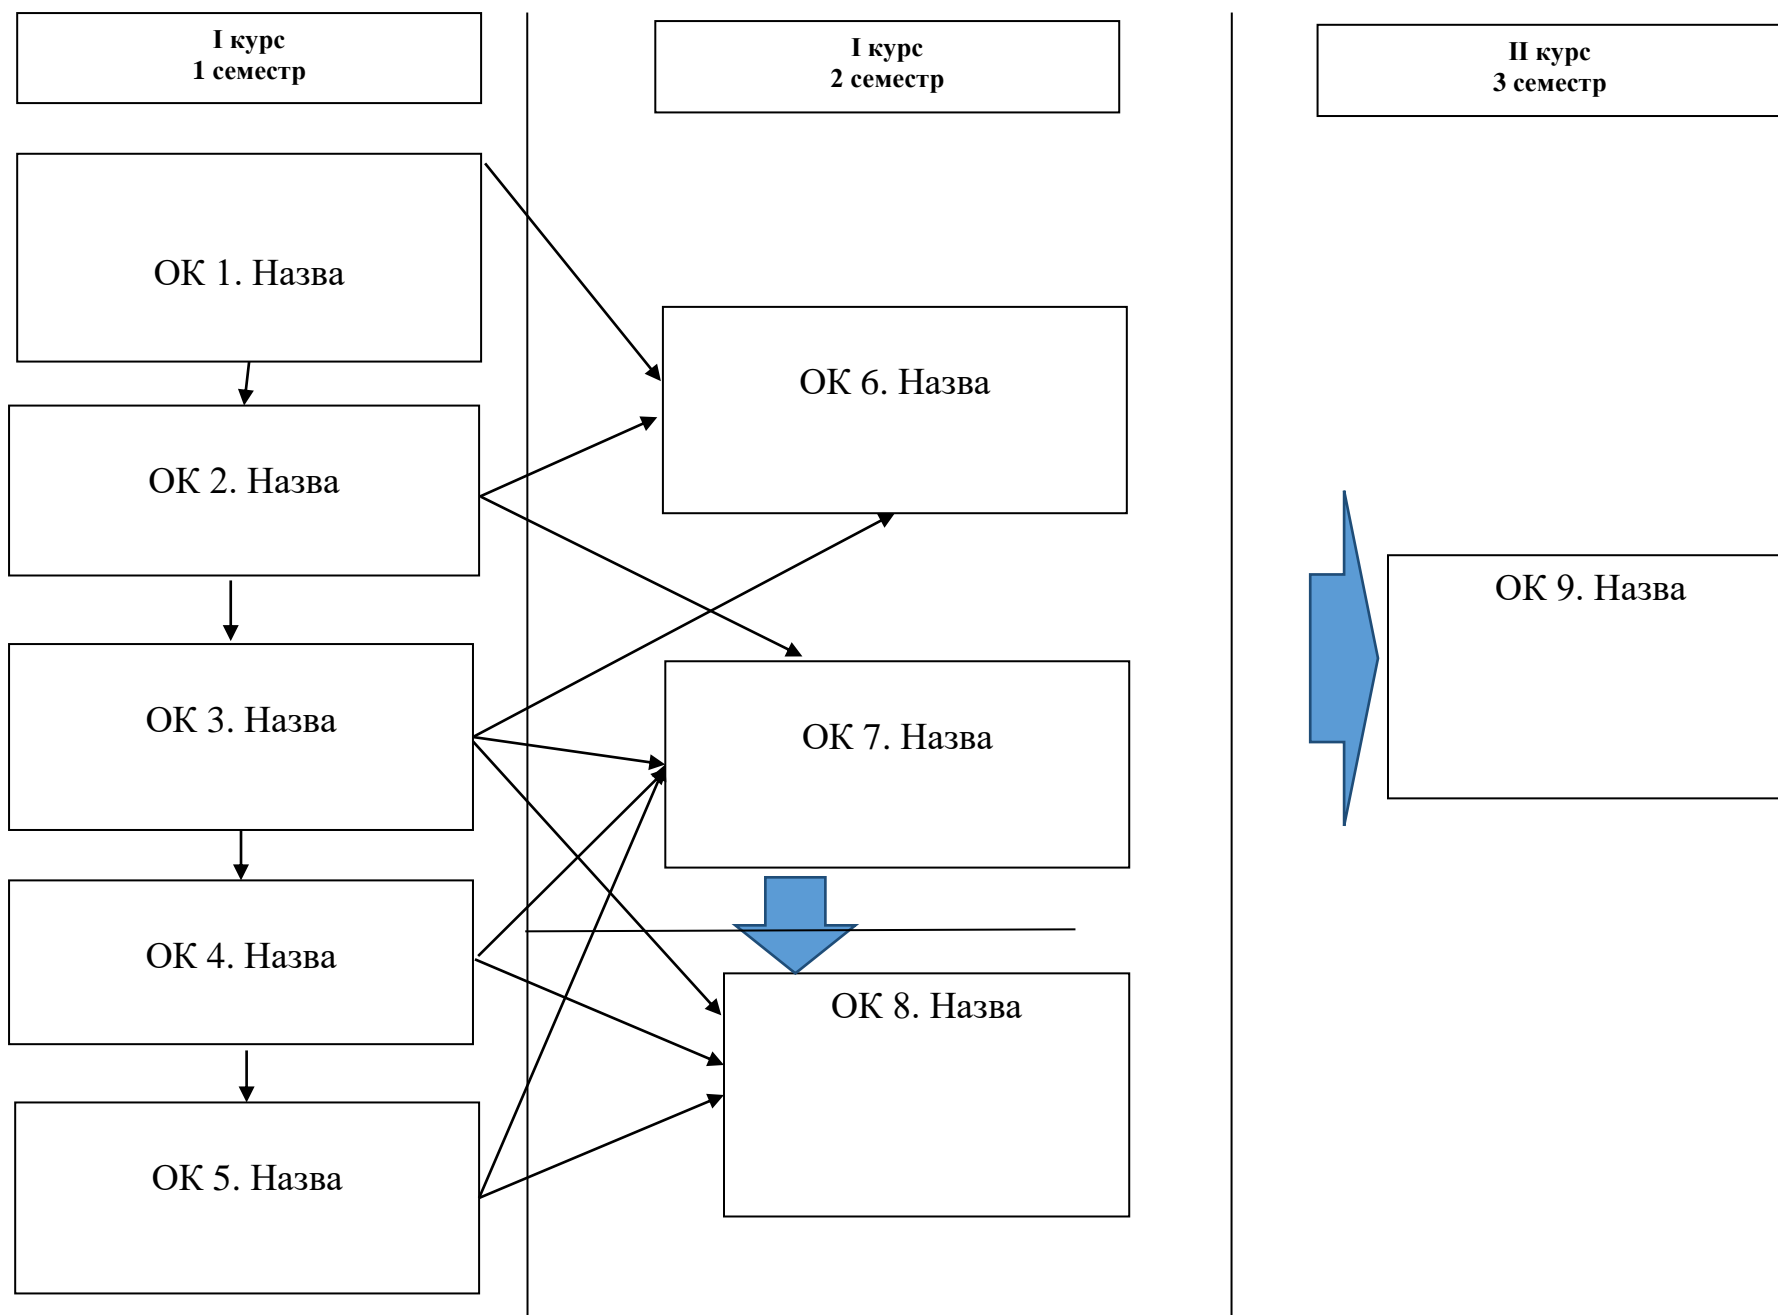 І курс
1 семестр
І курс
2 семестр
ІІ курс
3 семестр
ОК 1. Назва
ОК 2. Назва
ОК 3. Назва
ОК 4. Назва
ОК 5. Назва
ОК 6. Назва
ОК 7. Назва
ОК 8. Назва
ОК 9. Назва